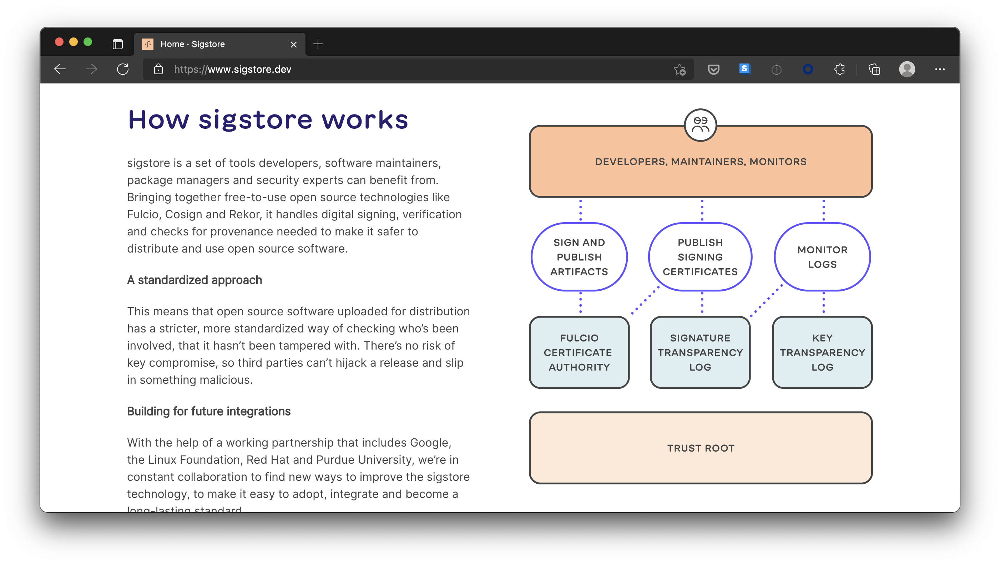 Home · Sigstore
https://www.sigstore.dev
S
How sigstore works
sigstore is a set of tools developers, software maintainers,
package managers and security experts can benefit from.
Bringing together free-to-use open source technologies like
Fulcio, Cosign and Rekor, it handles digital signing, verification
and checks for provenance needed to make it safer to
distribute and use open source software.
A standardized approach
This means that open source software uploaded for distribution
has a stricter, more standardized way of checking who’s been
involved, that it hasn’t been tampered with. There’s no risk of
key compromise, so third parties can’t hijack a release and slip
in something malicious.
Building for future integrations
With the help of a working partnership that includes Google,
the Linux Foundation, Red Hat and Purdue University, we’re in
constant collaboration to find new ways to improve the sigstore
technology, to make it easy to adopt, integrate and become a
long-lasting standard.
DEVELOPERS, MAINTAINERS, MONITORS
SIGN AND
PUBLISH
ARTIFACTS
PUBLISH
SIGNING
CERTIFICATES
MONITOR
LOGS
FULCIO
CERTIFICATE
AUTHORITY
SIGNATURE
TRANSPARENCY
LOG
KEY
TRANSPARENCY
LOG
TRUST ROOT